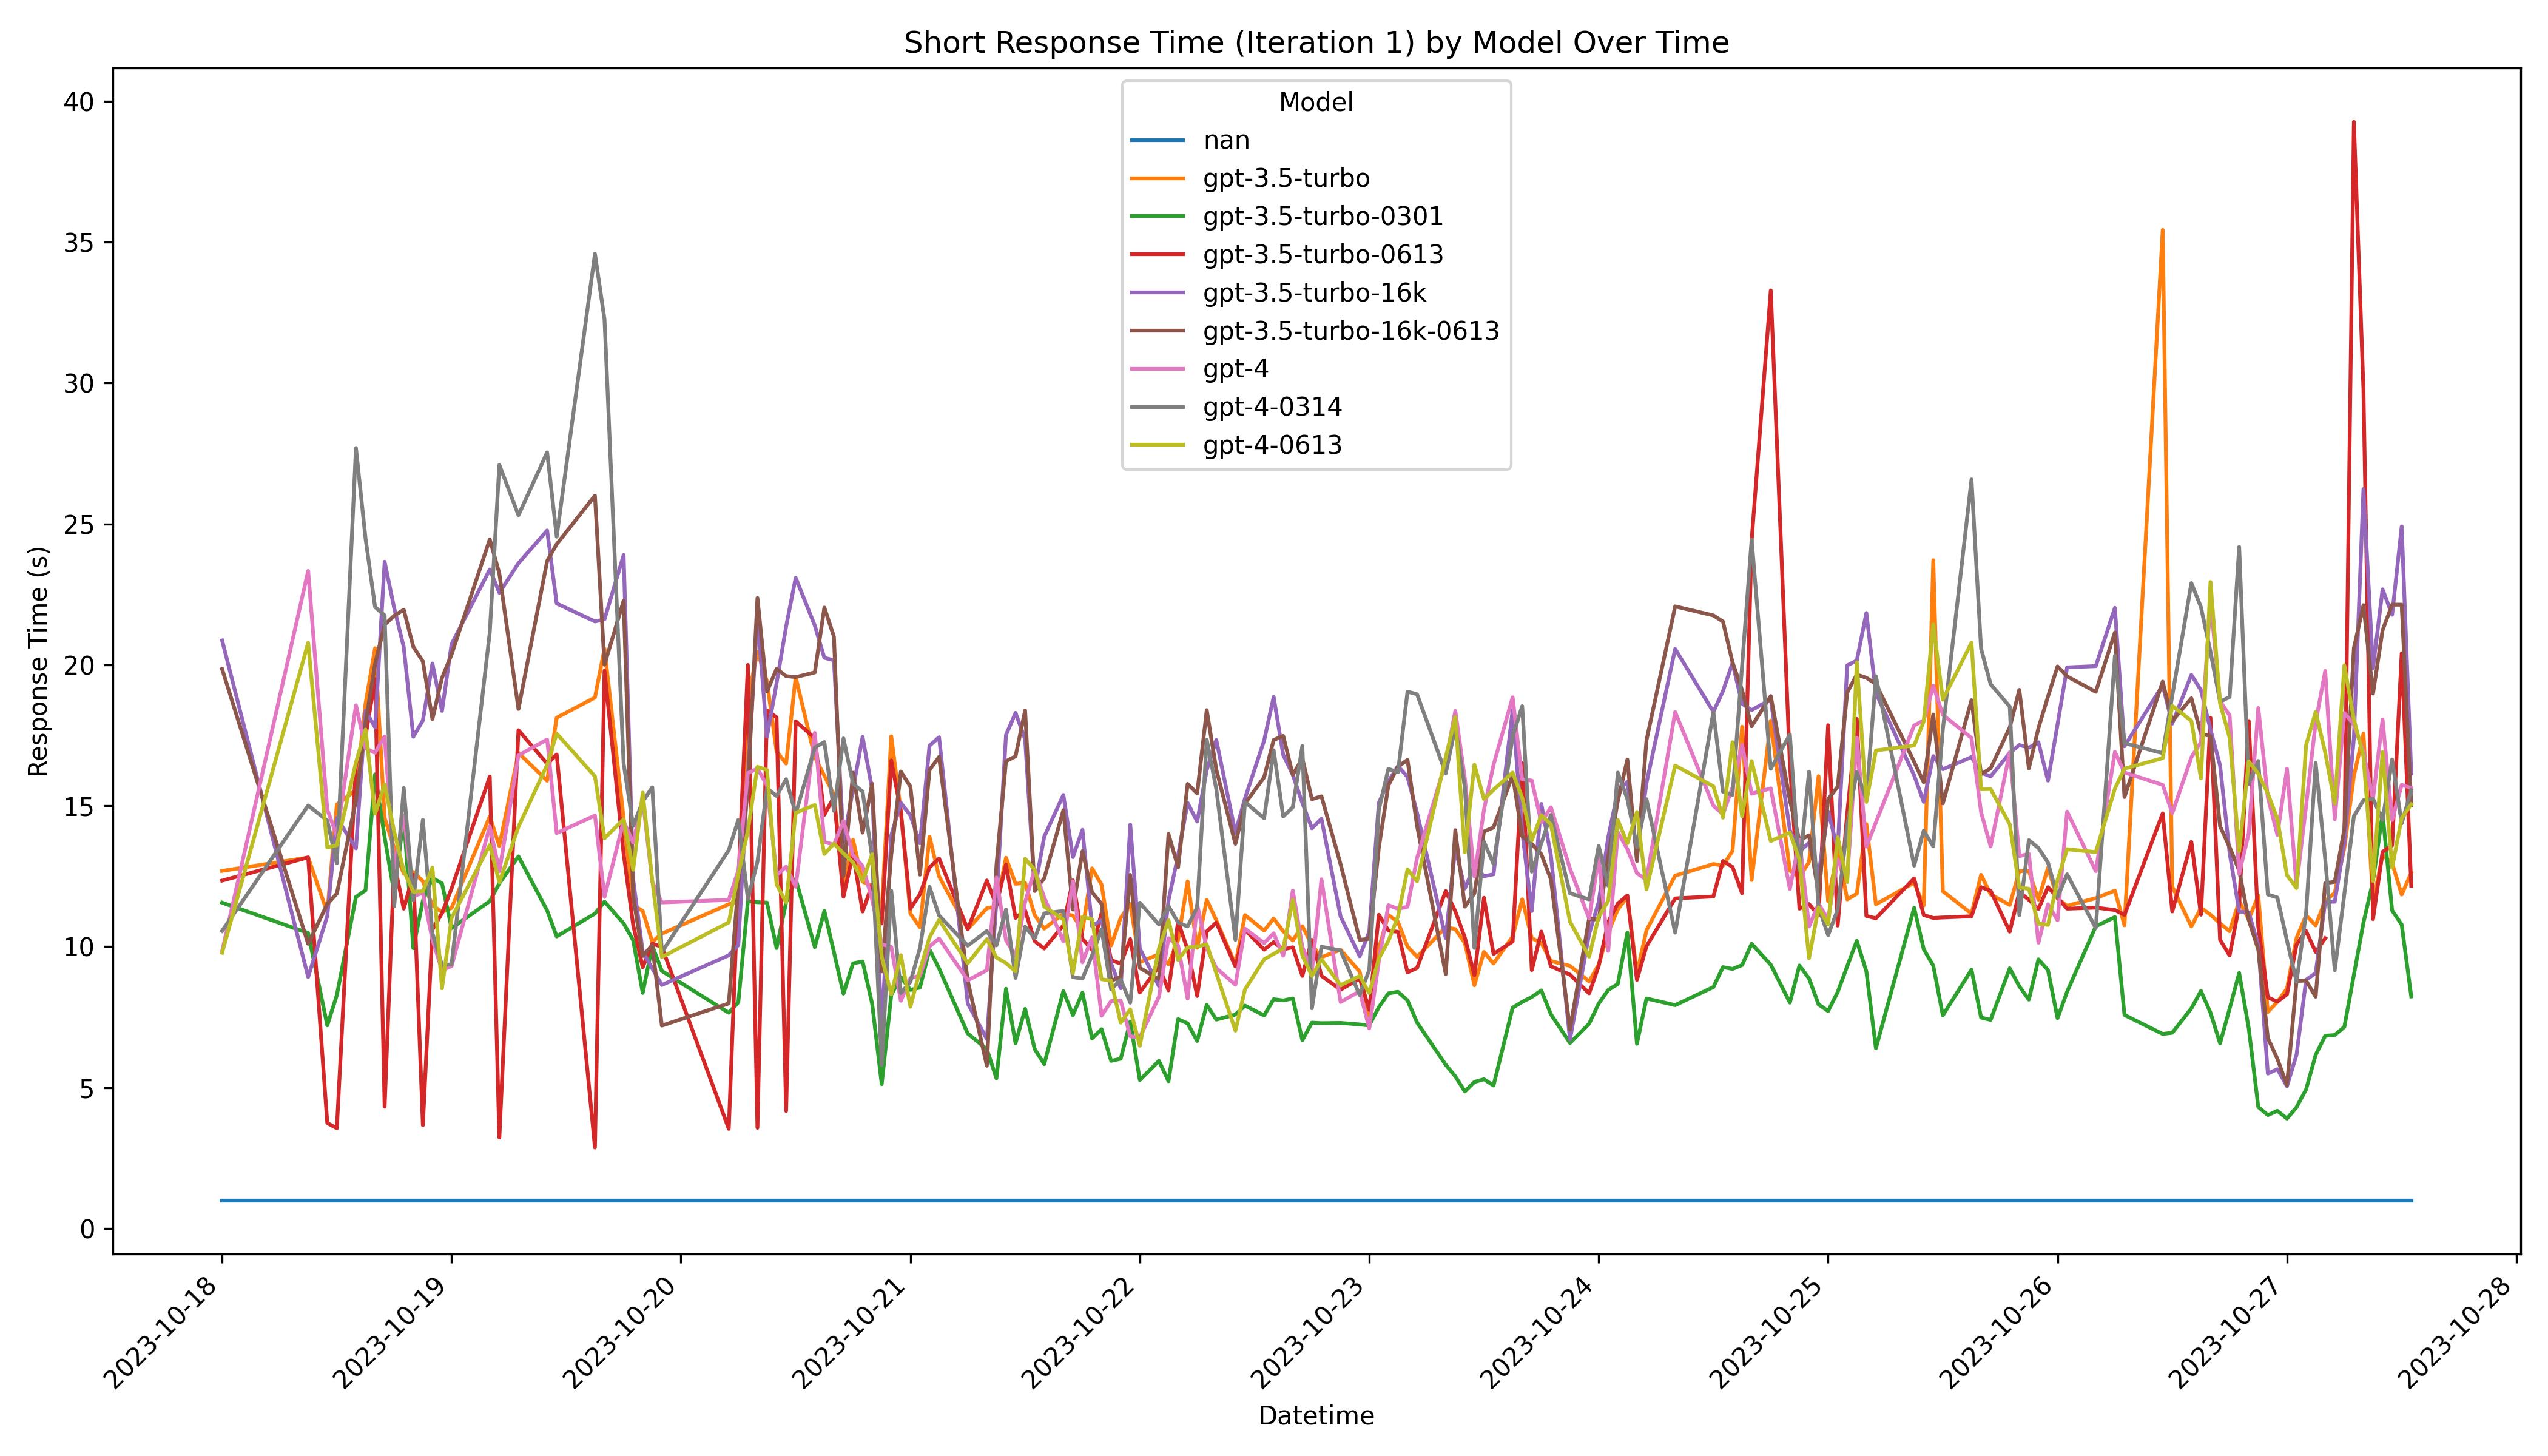 Short Response Time (Iteration 1) by Model Over Time
Model
nan
gpt-3.5-turbo
gpt-3.5-turbo-0301
gpt-3.5-turbo-0613
gpt-3.5-turbo-16k
gpt-3.5-turbo-16k-0613
gpt-4
gpt-4-0314
gpt-4-0613
Response Time (s)
40
35
30
25
20
15
10
5
0
2023-10-18
2023-10-19
2023-10-20
2023-10-21
2023-10-22
2023-10-23
2023-10-24
2023-10-25
2023-10-26
2023-10-27
2023-10-28
Datetime